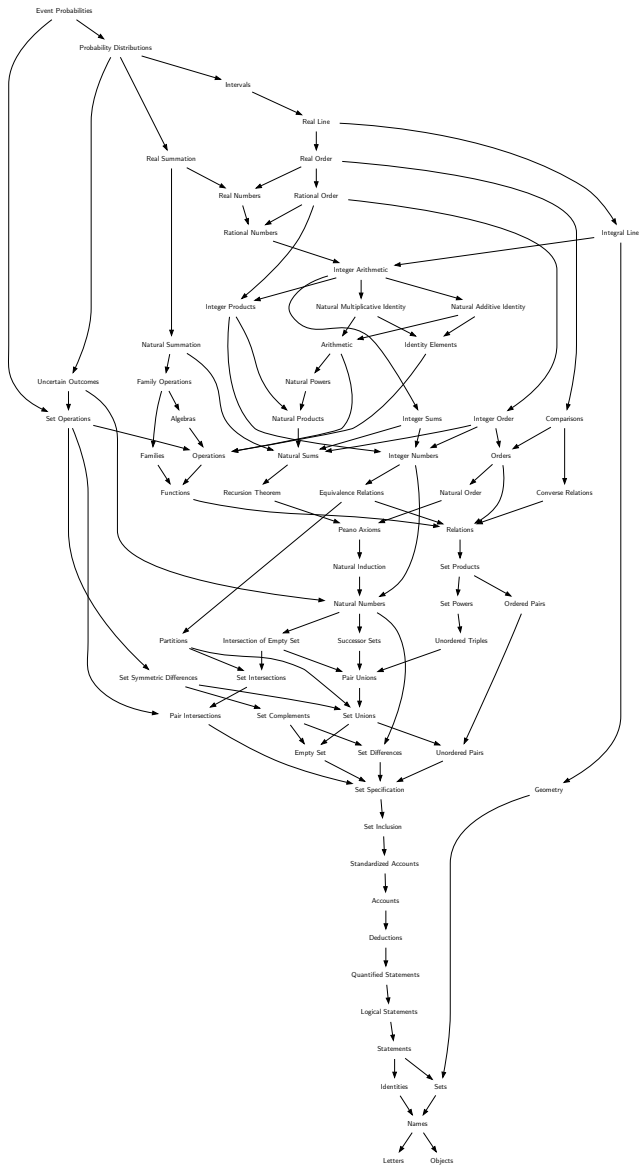 Event Probabilities
Probability Distributions
Intervals
Real Line
Real Summation
Real Order
Real Numbers
Rational Order
Rational Numbers
Integral Line
Integer Arithmetic
Integer Products
Natural Multiplicative Identity
Natural Additive Identity
Natural Summation
Arithmetic
Identity Elements
Uncertain Outcomes
Family Operations
Natural Powers
Set Operations
Algebras
Natural Products
Integer Sums
Integer Order
Comparisons
Families
Operations
Natural Sums
Integer Numbers
Orders
Functions
Recursion Theorem
Equivalence Relations
Natural Order
Converse Relations
Peano Axioms
Relations
Natural Induction
Set Products
Natural Numbers
Set Powers
Ordered Pairs
Partitions
Intersection of Empty Set
Successor Sets
Unordered Triples
Set Symmetric Differences
Set Intersections
Pair Unions
Pair Intersections
Set Complements
Set Unions
Empty Set
Set Differences
Unordered Pairs
Set Specification
Geometry
Set Inclusion
Standardized Accounts
Accounts
Deductions
Quantified Statements
Logical Statements
Statements
Identities
Sets
Names
Letters
Objects